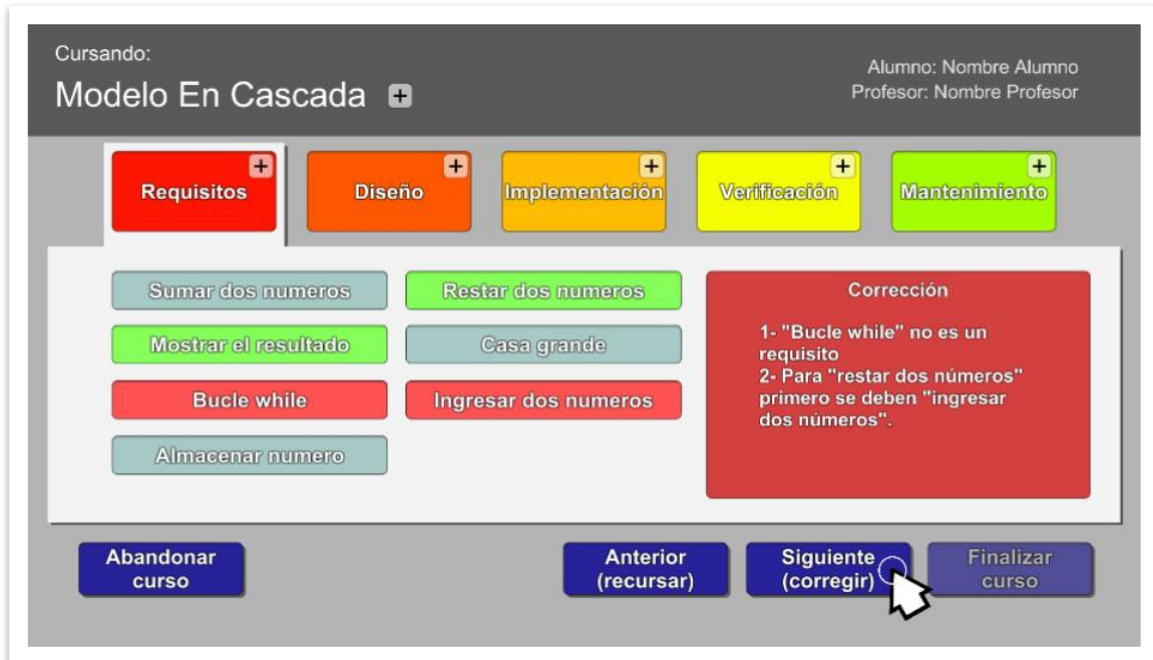 Cursando:
Modelo En Cascada +
Alumno: Nombre Alumno
Profesor: Nombre Profesor
Requisitos +
Diseño +
Implementación +
Verificación +
Mantenimiento +
Sumar dos numeros
Restar dos numeros
Mostrar el resultado
Casa grande
Bucle while
Ingresar dos numeros
Almacenar numero
Corrección
1- "Bucle while" no es un
requisito
2- Para "restar dos números"
primero se deben "ingresar
dos números".
Abandonar
curso
Anterior
(recursar)
Siguiente
(corregir)
Finalizar
curso